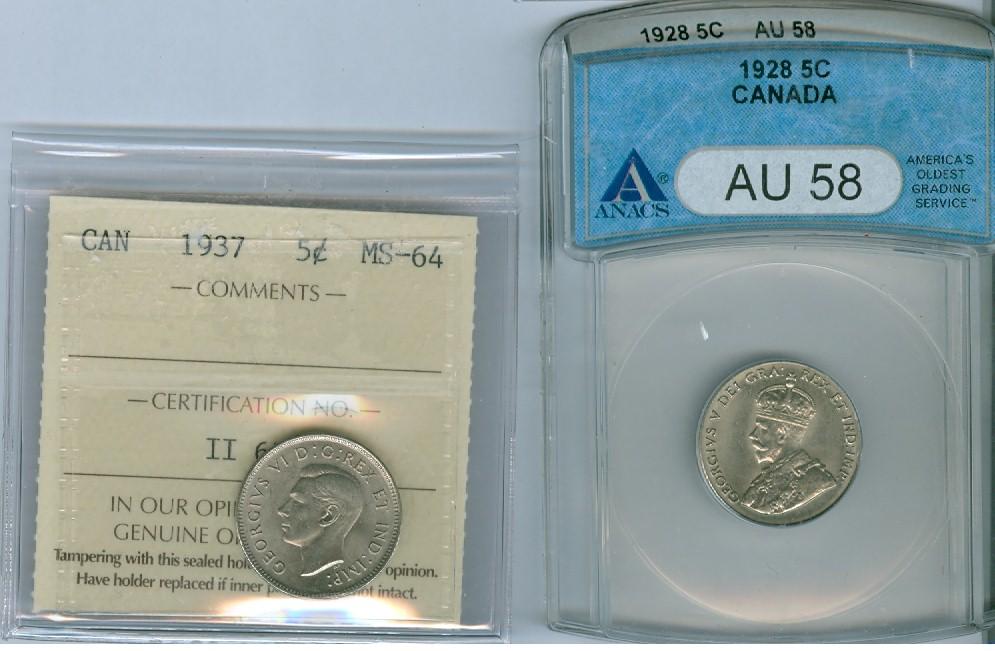 CAN 1937 5¢ MS-64
— COMMENTS —
— CERTIFICATION NO. —
II 6
IN OUR OPI
GENUINE O
Tampering with this sealed hol opinion.
Have holder replaced if inner p ot intact.
GEORGIVS VI D:G:REX ET IND:IMP:
1928 5C AU 58
1928 5C
CANADA
ANACS
®
AU 58
AMERICA'S
OLDEST
GRADING
SERVICE™
GEORGIVS V DEI GRA: REX ET IND:IMP: